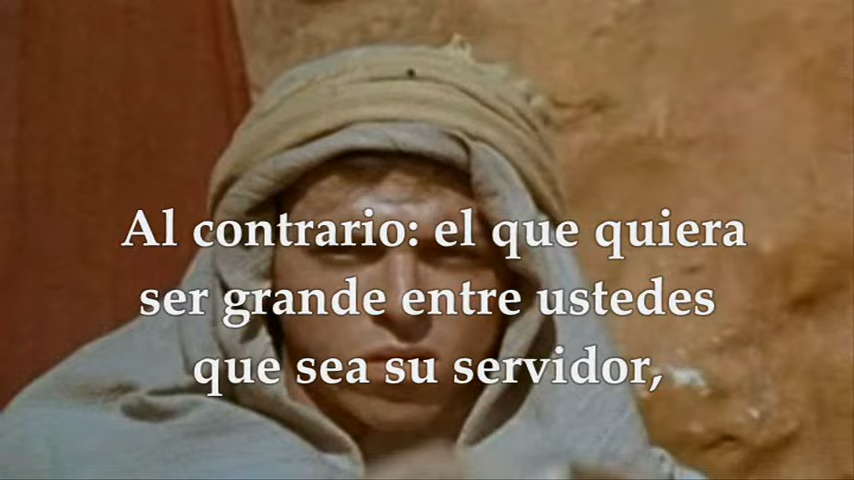 Al contrario: el que quiera
ser grande entre ustedes
que sea su servidor,